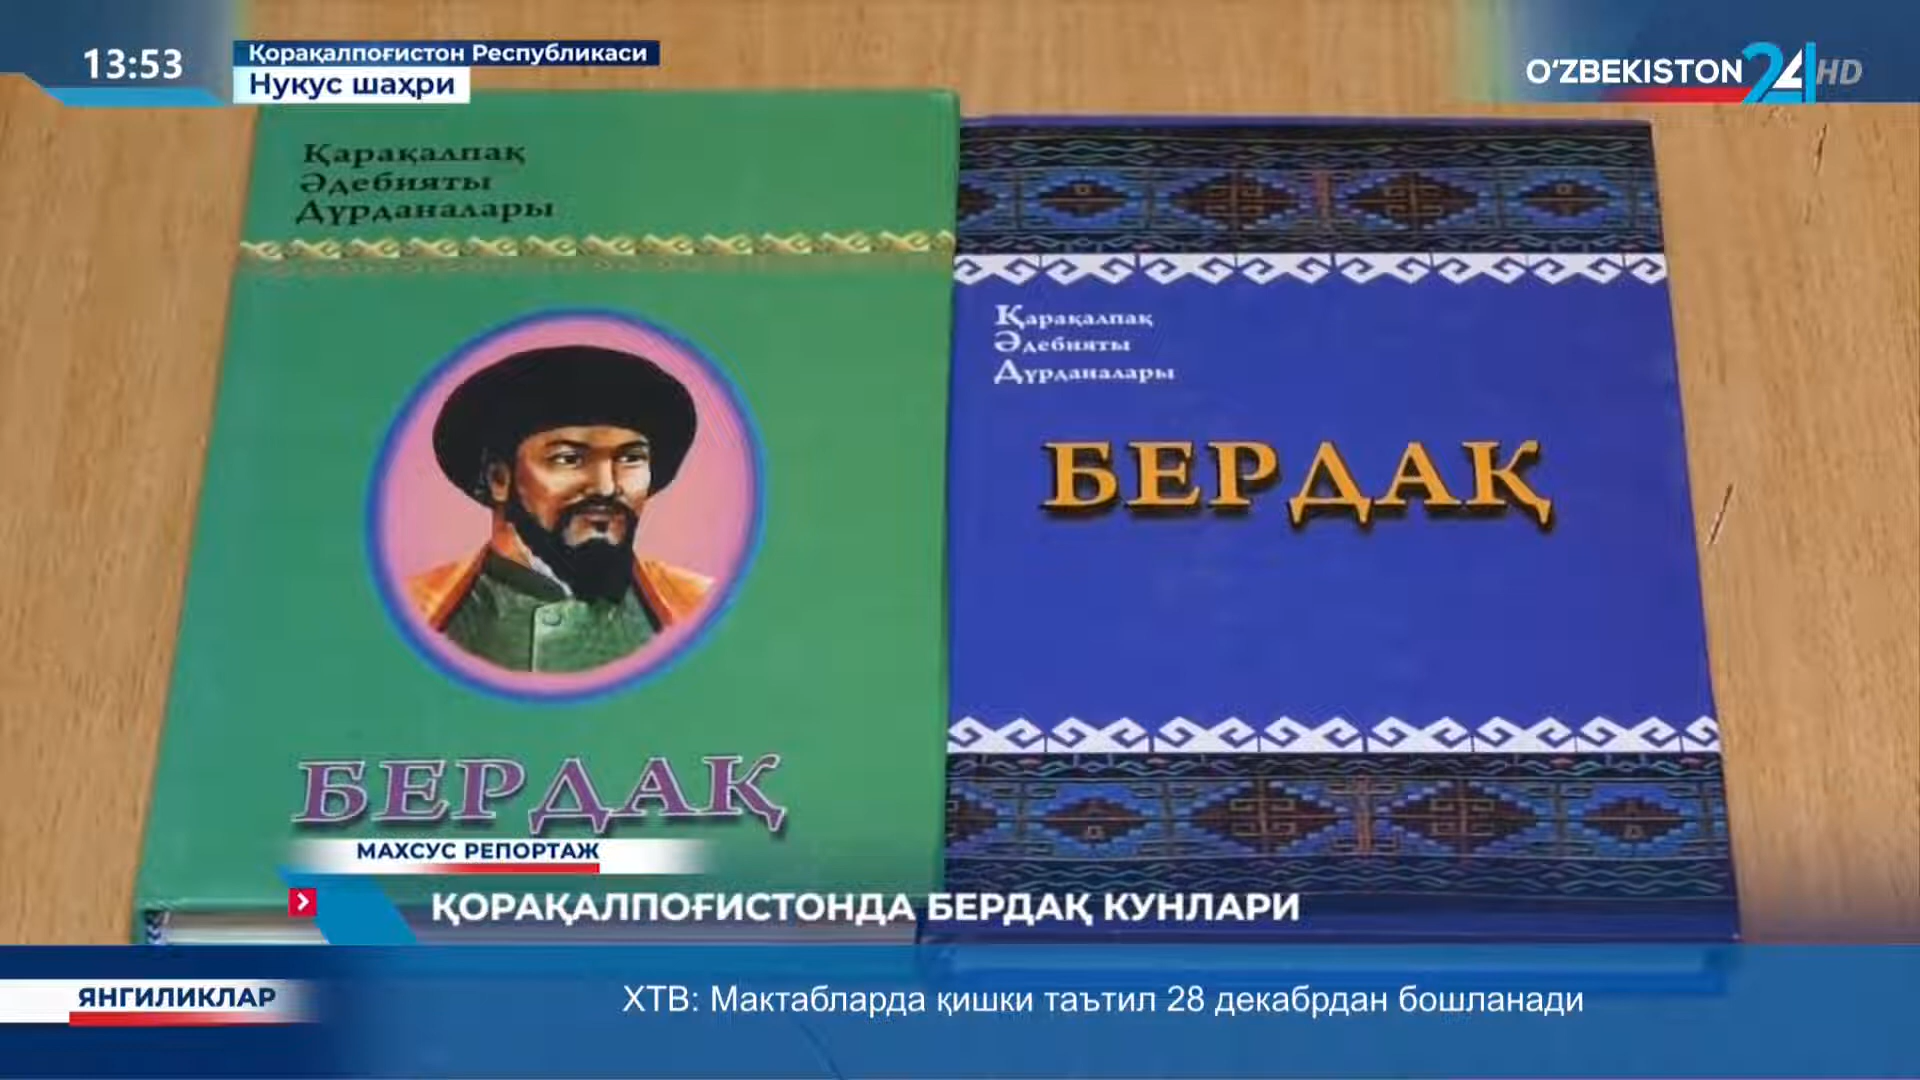 13:53
Қорақалпоғистон Республикаси
Нукус шаҳри
OʻZBEKISTON 24 HD
Қарақалпақ
Әдебияты
Дүрданалары
БЕРДАҚ
Қарақалпақ
Әдебияты
Дүрданалары
БЕРДАҚ
МАХСУС РЕПОРТАЖ
ҚОРАҚАЛПОҒИСТОНДА БЕРДАҚ КУНЛАРИ
ЯНГИЛИКЛАР
ХТВ: Мактабларда қишки таътил 28 декабрдан бошланади